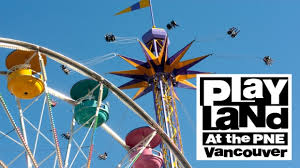 PLAY
LAND
At the PNE
Vancouver